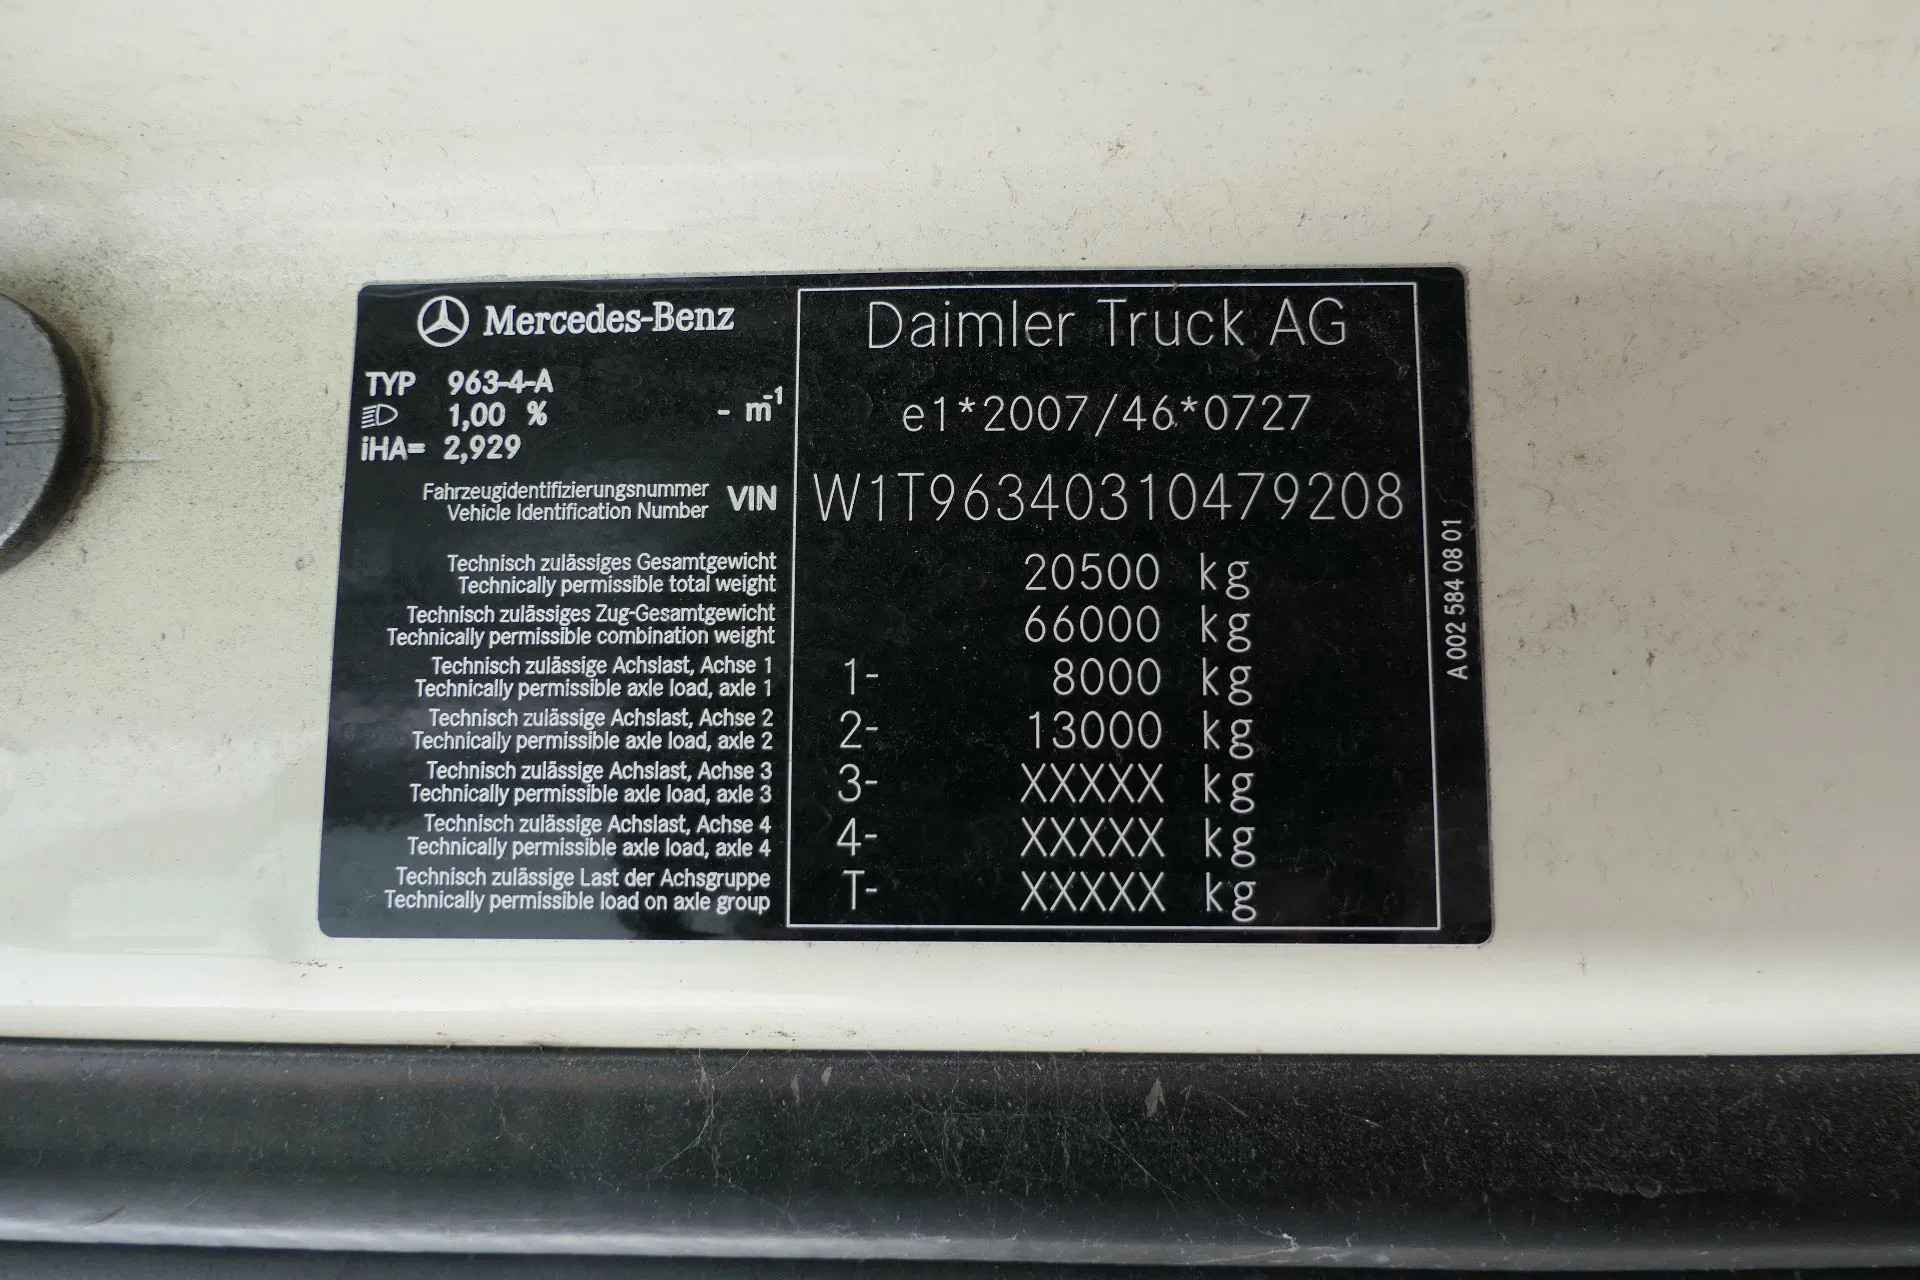 Mercedes-Benz
Daimler Truck AG
TYP 963-4-A
1,00 % - m-1
iHA= 2,929
e1*2007/46*0727
Fahrzeugidentifizierungsnummer
Vehicle Identification Number
VIN W1T96340310479208
Technisch zulässiges Gesamtgewicht
Technically permissible total weight
20500 kg
Technisch zulässiges Zug-Gesamtgewicht
Technically permissible combination weight
66000 kg
Technisch zulässige Achslast, Achse 1
Technically permissible axle load, axle 1
1- 8000 kg
Technisch zulässige Achslast, Achse 2
Technically permissible axle load, axle 2
2- 13000 kg
Technisch zulässige Achslast, Achse 3
Technically permissible axle load, axle 3
3- XXXXX kg
Technisch zulässige Achslast, Achse 4
Technically permissible axle load, axle 4
4- XXXXX kg
Technisch zulässige Last der Achsgruppe
Technically permissible load on axle group
T- XXXXX kg
A 002 584 08 01